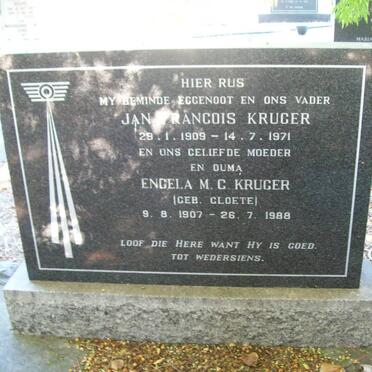 HIER RUS
MY BEMINDE EGGENOOT EN ONS VADER
JAN FRANCOIS KRUGER
29.1.1909 - 14.7.1971
EN ONS GELIEFDE MOEDER
EN OUMA
ENGELA M.C. KRUGER
(GEB. CLOETE)
9.8.1907 - 26.7.1988
LOOF DIE HERE WANT HY IS GOED.
TOT WEDERSIENS.